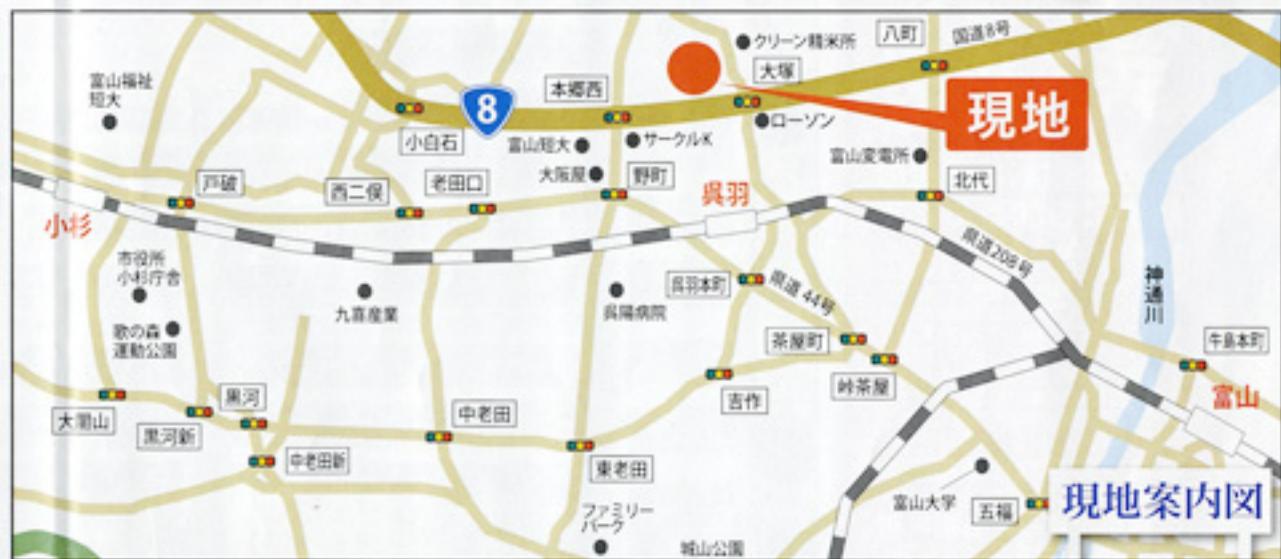 クリーン精米所
八町
国道8号
大塚
富山福祉
短大
本郷西
8
現地
小白石
富山短大
サークルK
ローソン
大阪屋
富山変電所
戸破
西二俣
老田口
野町
呉羽
北代
小杉
県道208号
市役所
小杉庁舎
九喜産業
呉陽病院
呉羽本町
県道44号
神通川
歌の森
運動公園
茶屋町
牛島本町
峠茶屋
吉作
富山
大閤山
黒河新
黒河
中老田
中老田新
東老田
富山大学
五福
現地案内図
ファミリー
パーク
城山公園